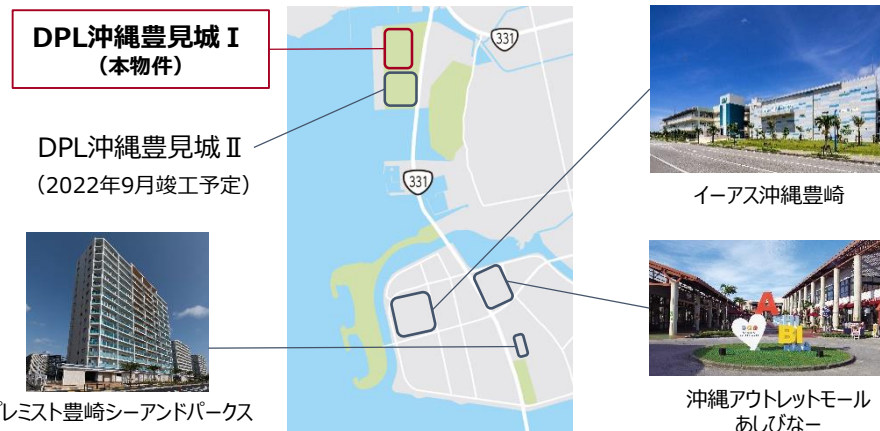 DPL沖縄豊見城Ⅰ
（本物件）
DPL沖縄豊見城Ⅱ
（2022年9月竣工予定）
331
331
イーアス沖縄豊崎
レミスト豊崎シーアンドパークス
沖縄アウトレットモール
あしびなー